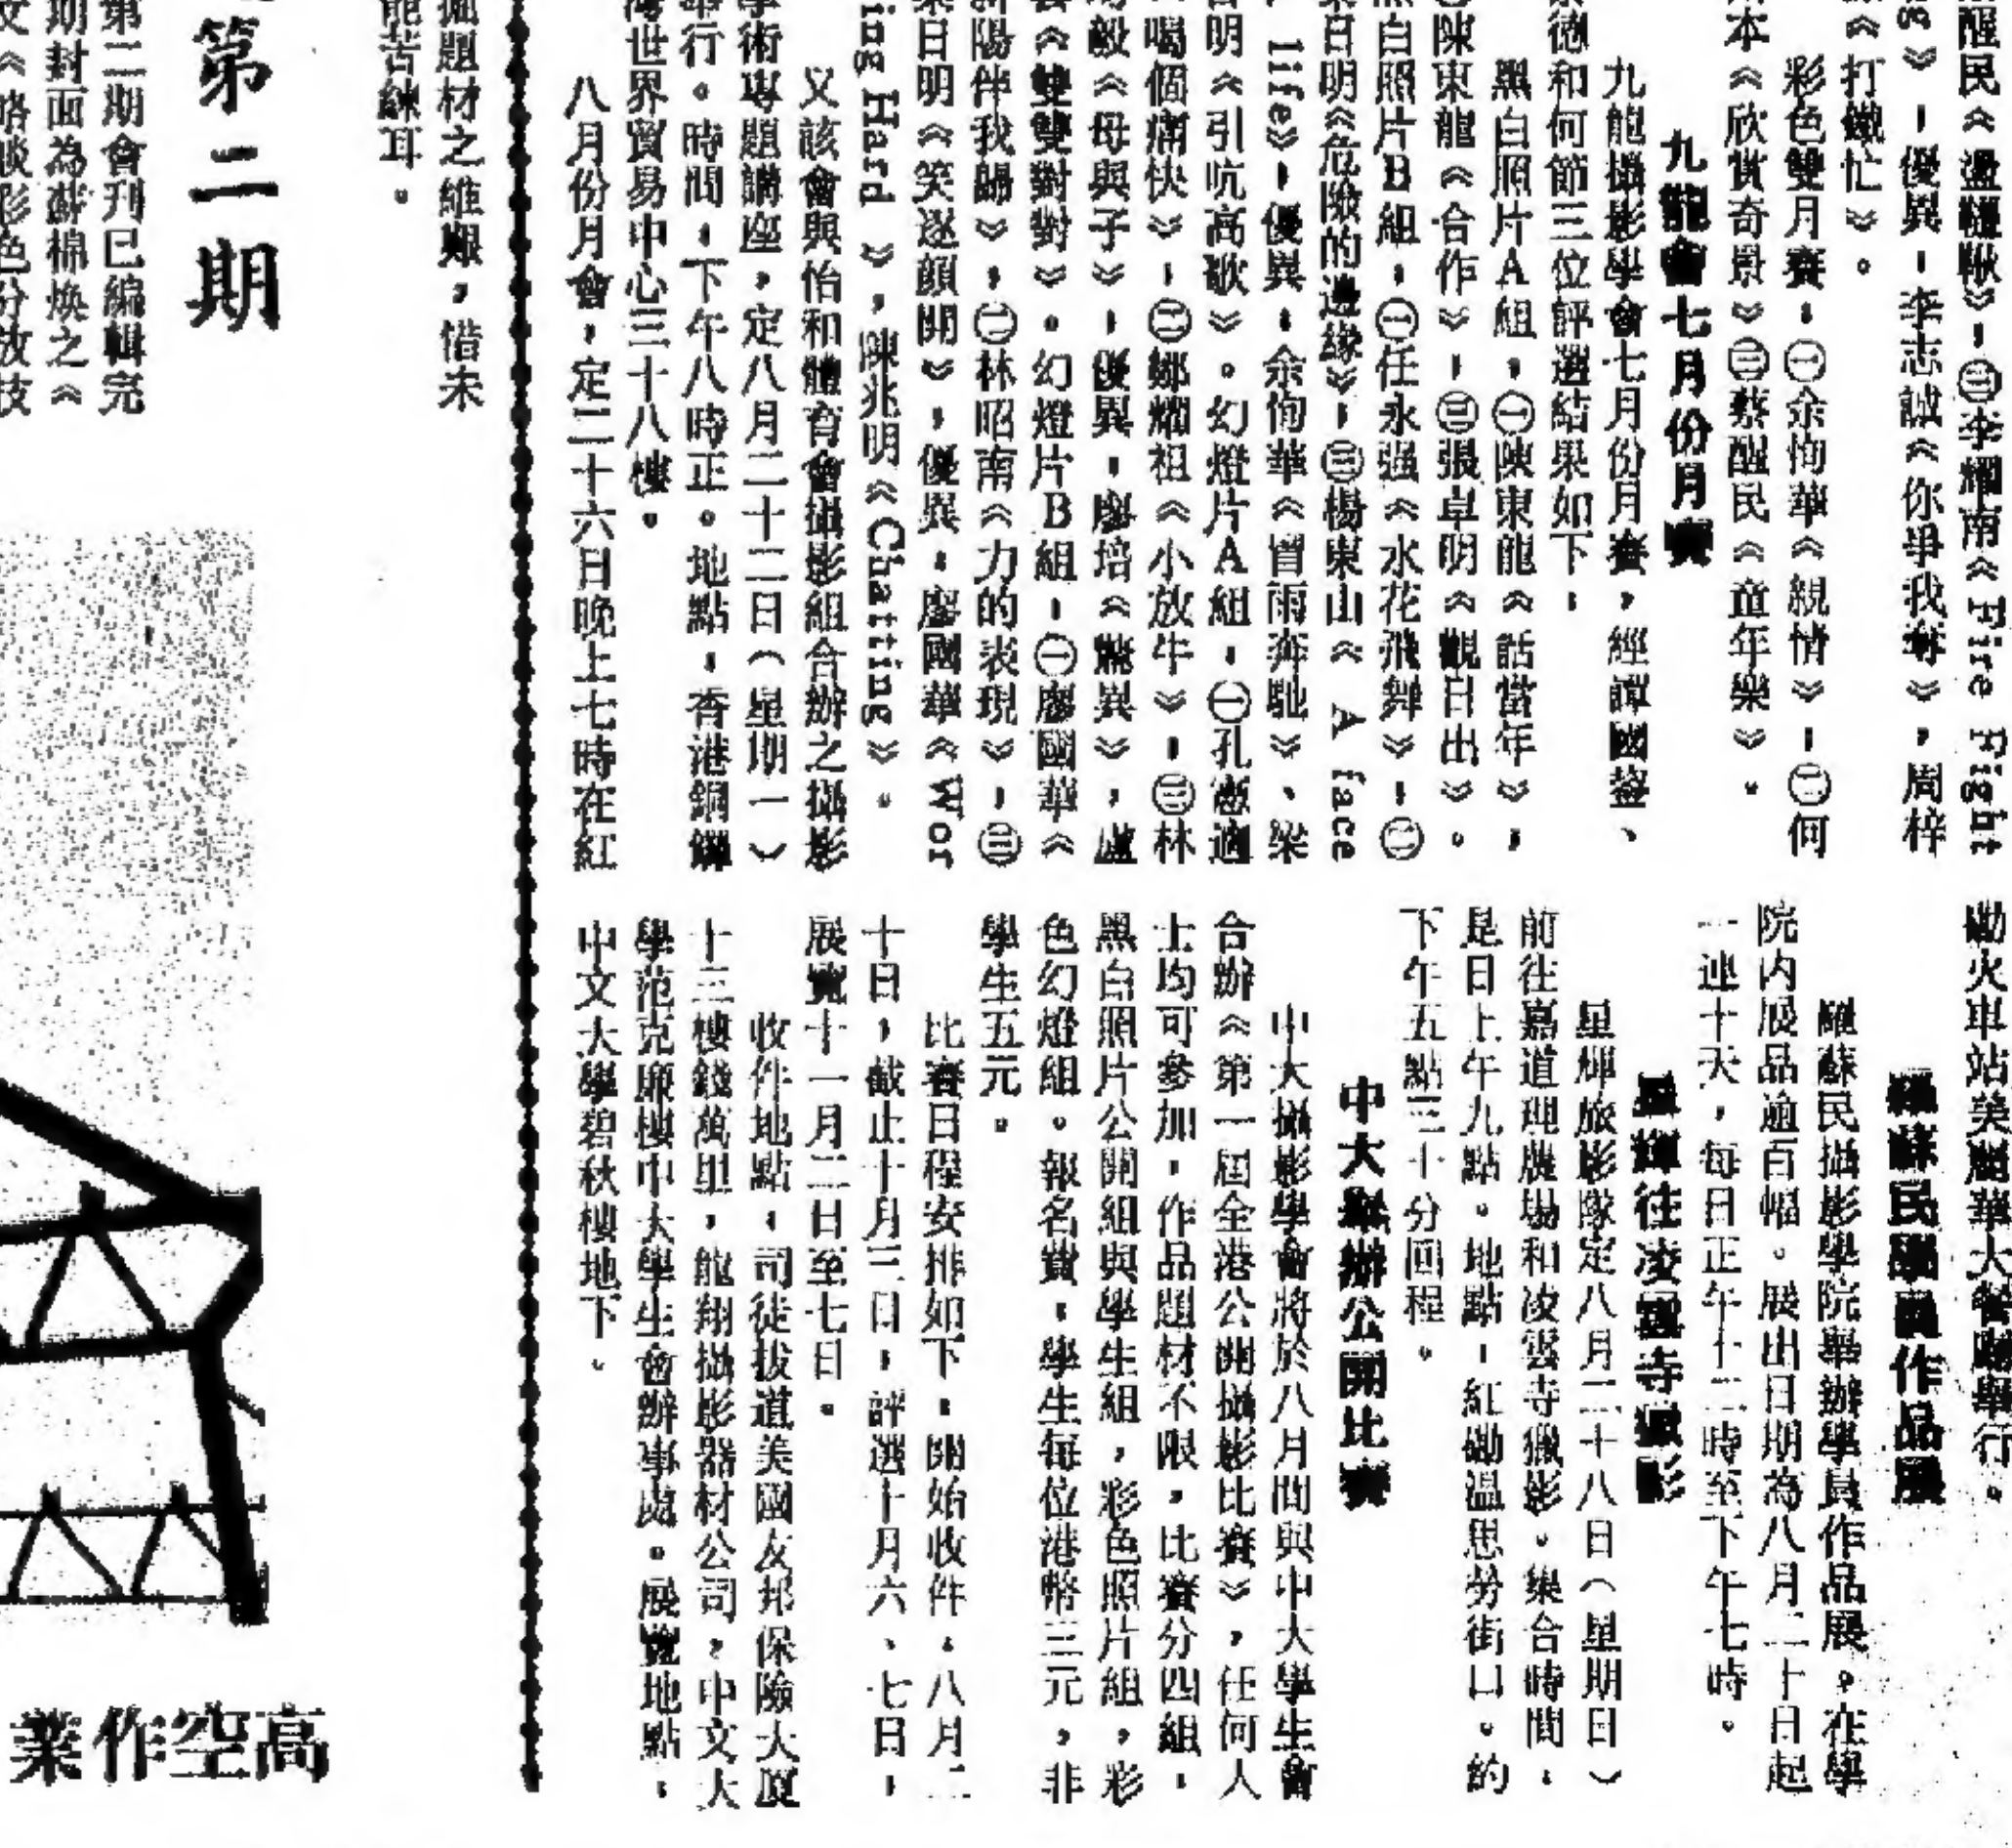 醒民《盪韆鞦》，㊂李耀南《Fire Fight
ng》，優異，李志誠《你爭我奪》，周梓
《打鐵忙》。
彩色雙月賽，㊀余恂華《親情》，㊁何
本《欣賞奇景》㊂蔡醒民《童年樂》。
九龍會七月份月賽
九龍攝影學會七月份月賽，經譚國鋆、
德和何節三位評選結果如下，
黑白照片A組，㊀陳東龍《話當年》，
陳東龍《合作》，㊂張卓明《觀日出》。
白照片B組，㊀任永强《水花飛舞》，㊁
日明《危險的邊緣》，㊂楊東山《 A face
life》，優異，余恂華《冒雨奔馳》、梁
明《引吭高歌》。幻燈片A組，㊀孔憲適
喝個痛快》，㊁鄉耀祖《小放牛》，㊂林
毅《母與子》，優異，廖培《驚異》，盧
《雙雙對對》。幻燈片B組，㊀廖國華《
陽伴我歸》，㊁林昭南《力的表現》，㊂
日明《笑逐顏開》，優異，廖國華《Wor
ing Hard 》，陳兆明《Chatting》。
又該會與怡和體育會攝影組合辦之攝影
學術專題講座，定八月二十二日（星期一）
行。時間，下午八時正。地點，香港銅鑼
灣世界貿易中心三十八樓。
八月份月會，定二十六日晚上七時在紅
磡火車站美麗華大餐廳舉行。
羅蘇民學員作品展
羅蘇民攝影學院舉辦學員作品展。在學
院內展品逾百幅。展出日期為八月二十日起
一連十天，每日正午十二時至下午七時。
星輝往凌雲寺獵影
星輝旅影隊定八月二十八日（星期日）
前往嘉道理農場和凌雲寺獵影。集合時間，
是日上午九點。地點，紅磡温思勞街口。約
下午五點三十分回程。
中大舉辦公開比賽
中大攝影學會將於八月間與中大學生會
合辦《第一屆全港公開攝影比賽》，任何人
士均可參加，作品題材不限，比賽分四組，
黑白照片公開組與學生組，彩色照片組，彩
色幻燈組。報名費，學生每位港幣三元，非
學生五元。
比賽日程安排如下，開始收件，八月二
十日，截止十月三日，評選十月六、七日，
展覽十一月二日至七日。
收件地點，司徒拔道美國友邦保險大廈
十三樓錢萬里，龍翔攝影器材公司，中文大
學范克廉樓中大學生會辦事處。展覽地點，
中文大學碧秋樓地下。
掘題材之維艱，惜未
能苦練耳。
第二期
第二期會刊已編輯完
期封面為蘇棉煥之《
文《略談彩色分放技
高空作業